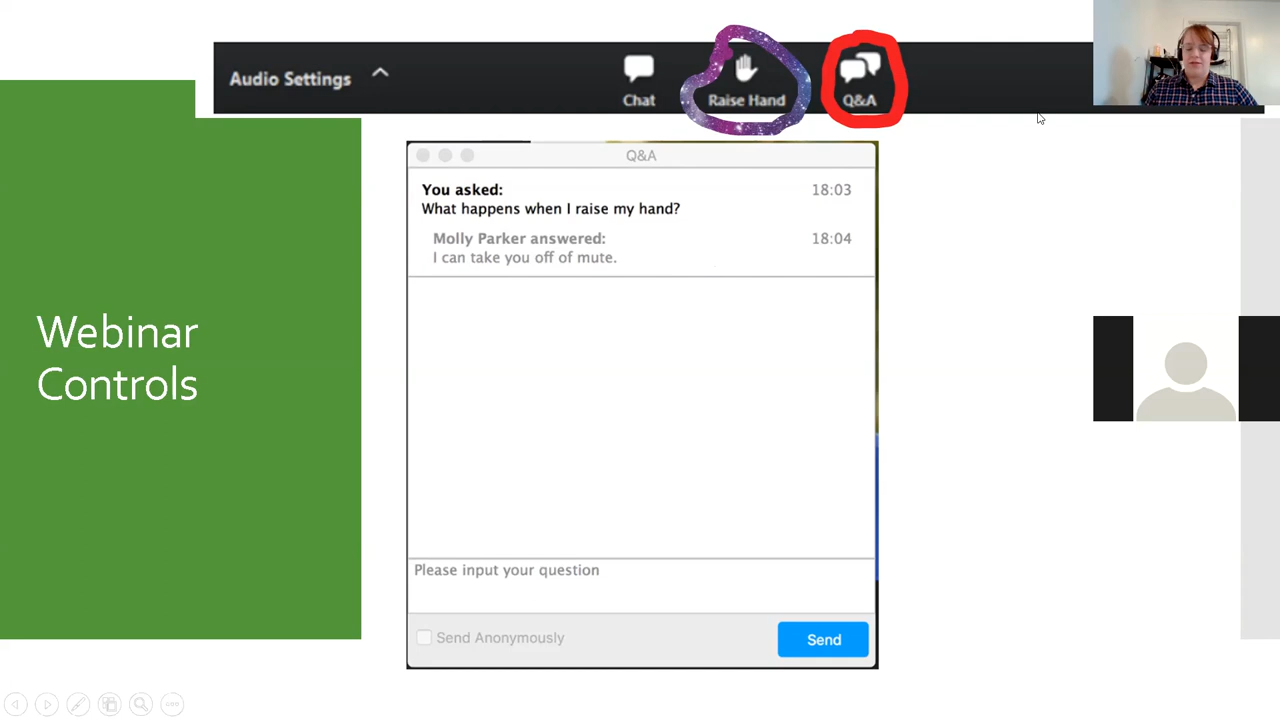 Audio Settings
Chat
Raise Hand
Q&A
Q&A
You asked:
18:03
What happens when I raise my hand?
Molly Parker answered:
18:04
I can take you off of mute.
Webinar
Controls
Please input your question
Send Anonymously
Send